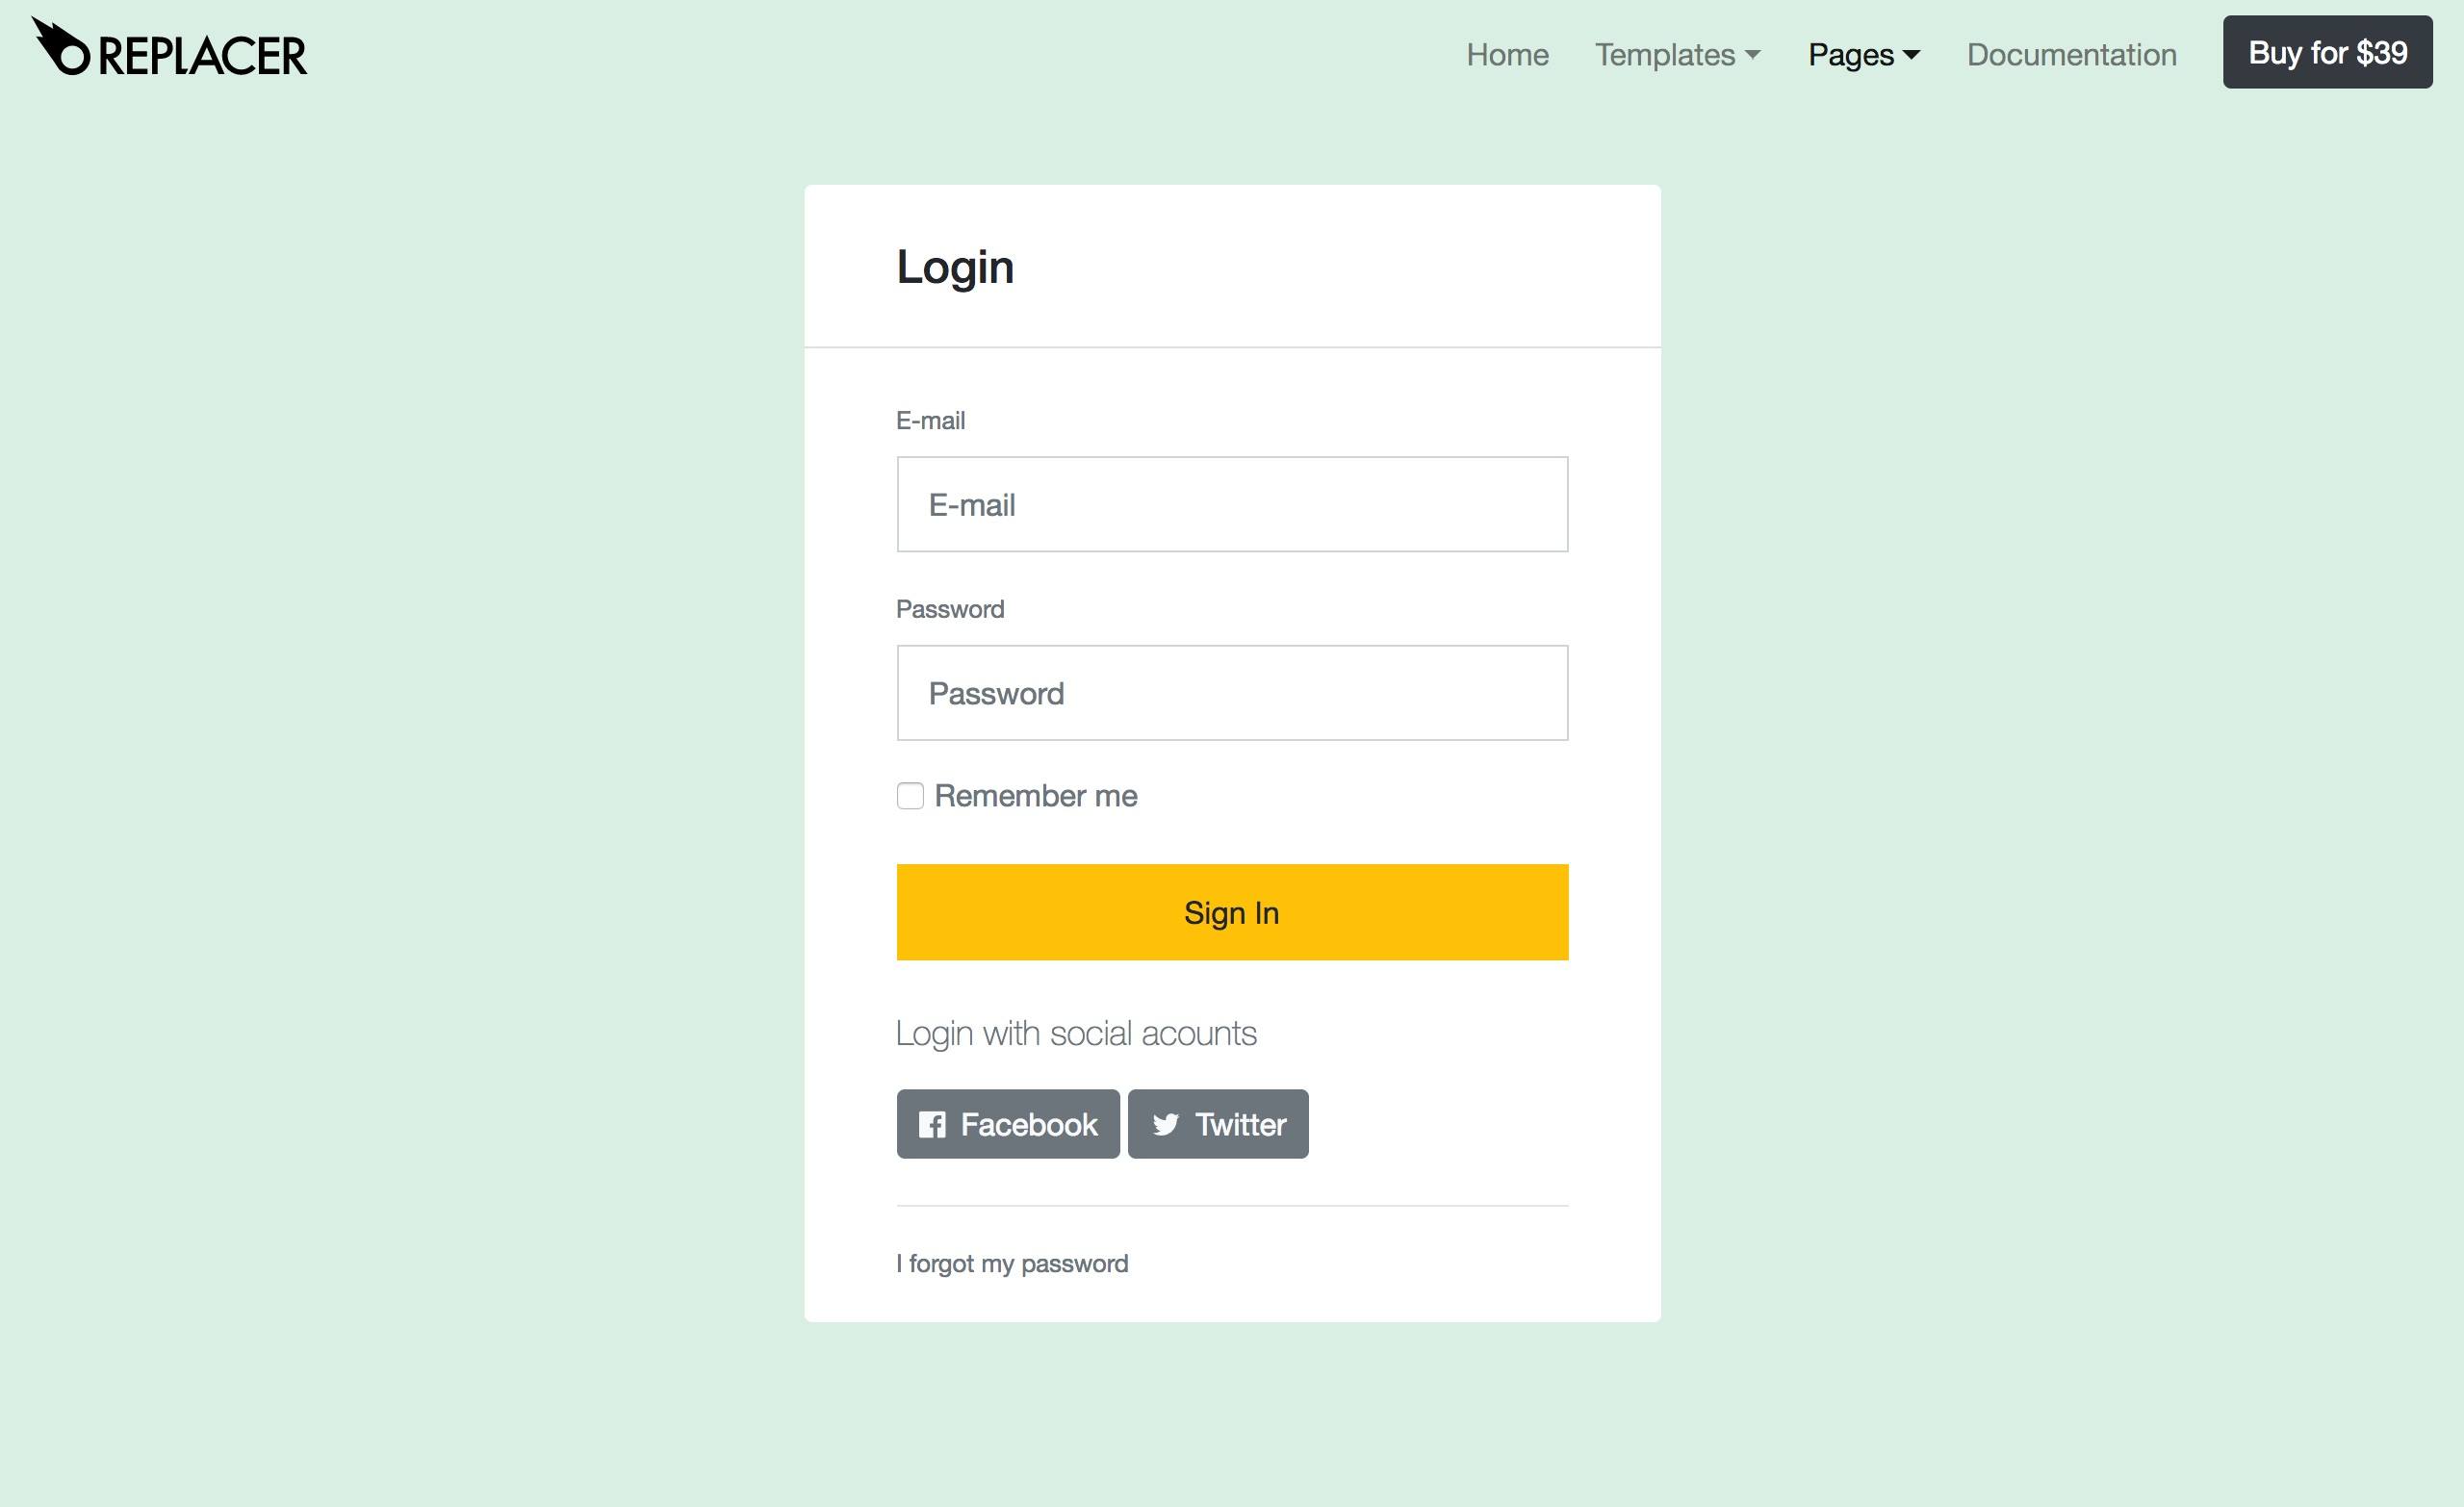 REPLACER
Home Templates Pages Documentation Buy for $39
Login
E-mail
E-mail
Password
Password
Remember me
Sign In
Login with social acounts
Facebook Twitter
I forgot my password